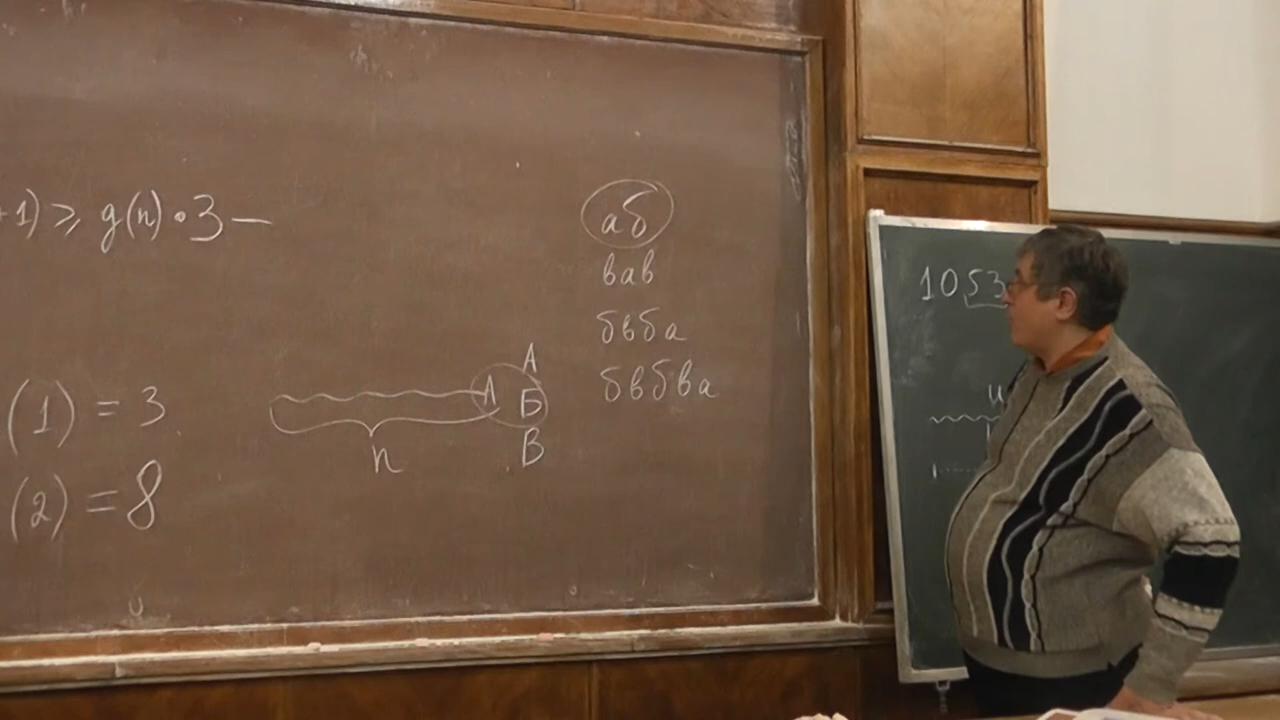 +1) ⩾ g(n)·3 —
(1) = 3
(2) = 8
А
А Б
В
n
аб
ваб
бвба
бвбва
1053